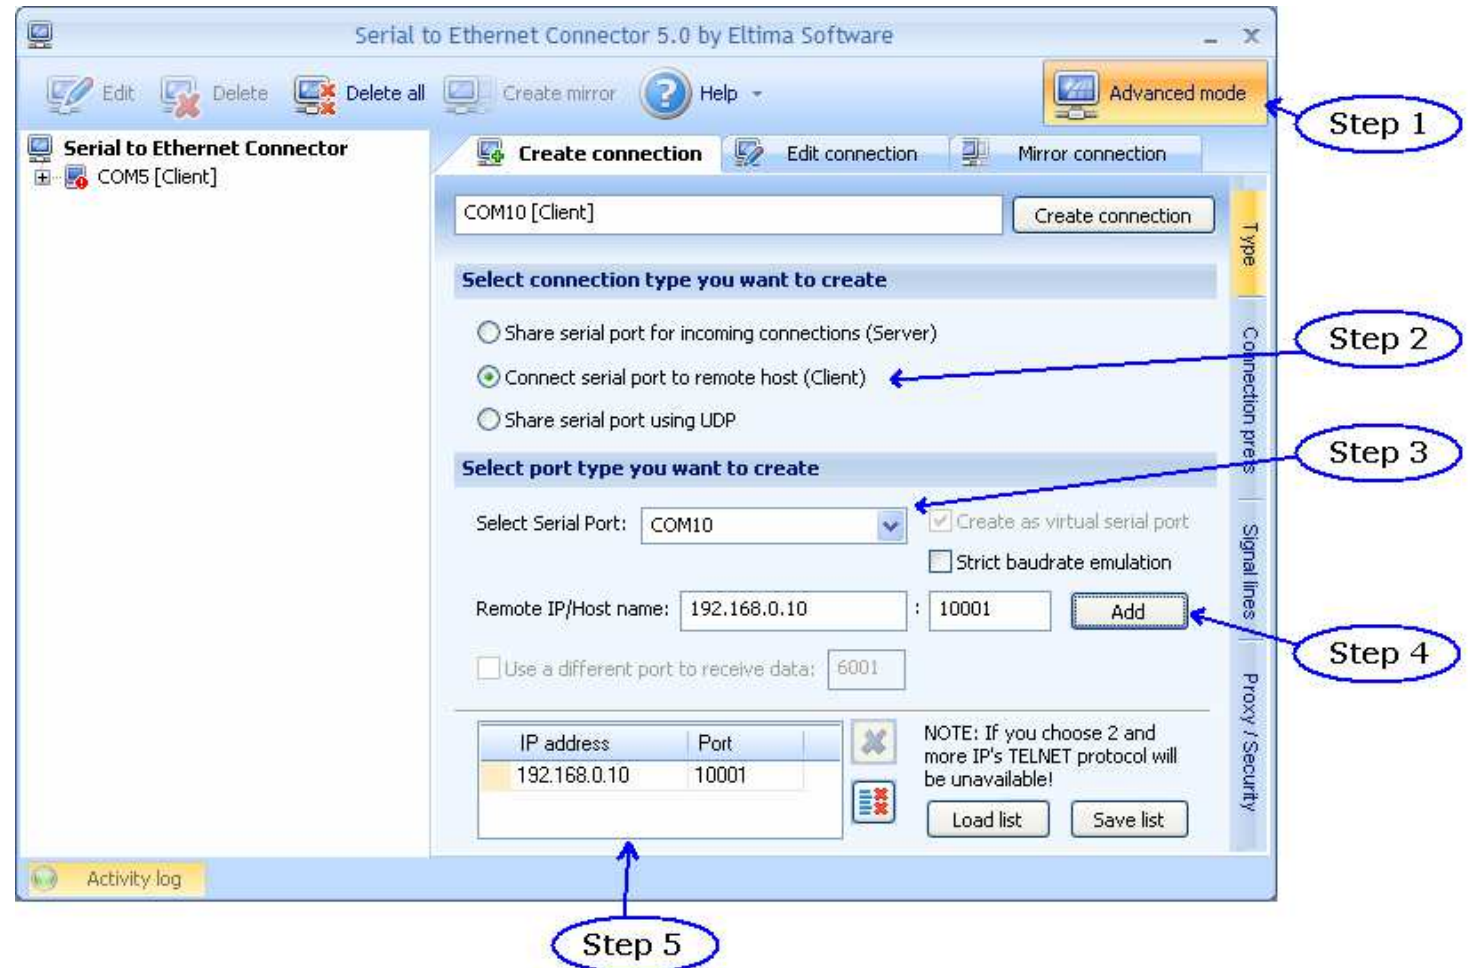 Serial to Ethernet Connector 5.0 by Eltima Software
Edit Delete Delete all Create mirror Help Advanced mode
Step 1
Serial to Ethernet Connector
COM5 [Client]
Create connection Edit connection Mirror connection
COM10 [Client] Create connection
Type
Select connection type you want to create
Share serial port for incoming connections (Server)
Step 2
Connect serial port to remote host (Client)
Connection prefs
Share serial port using UDP
Step 3
Select port type you want to create
Select Serial Port: COM10 Create as virtual serial port
Strict baudrate emulation
Signal lines
Remote IP/Host name: 192.168.0.10 : 10001 Add
Step 4
Use a different port to receive data: 6001
Proxy / Security
IP address Port
192.168.0.10 10001
NOTE: If you choose 2 and
more IP's TELNET protocol will
be unavailable!
Load list Save list
Activity log
Step 5